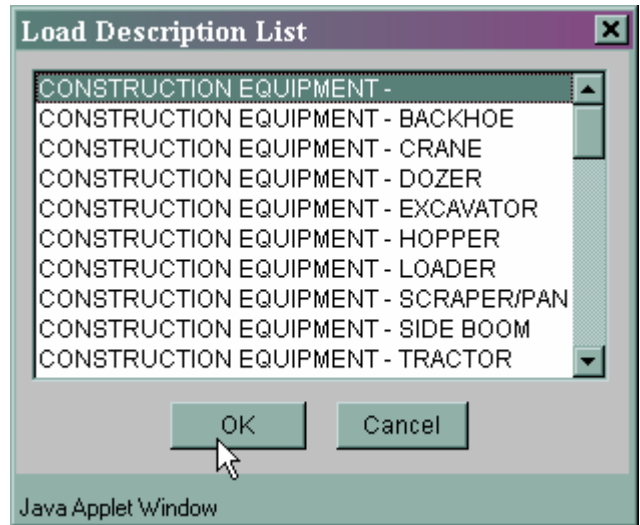 Load Description List
CONSTRUCTION EQUIPMENT -
CONSTRUCTION EQUIPMENT - BACKHOE
CONSTRUCTION EQUIPMENT - CRANE
CONSTRUCTION EQUIPMENT - DOZER
CONSTRUCTION EQUIPMENT - EXCAVATOR
CONSTRUCTION EQUIPMENT - HOPPER
CONSTRUCTION EQUIPMENT - LOADER
CONSTRUCTION EQUIPMENT - SCRAPER/PAN
CONSTRUCTION EQUIPMENT - SIDE BOOM
CONSTRUCTION EQUIPMENT - TRACTOR
OK Cancel
Java Applet Window